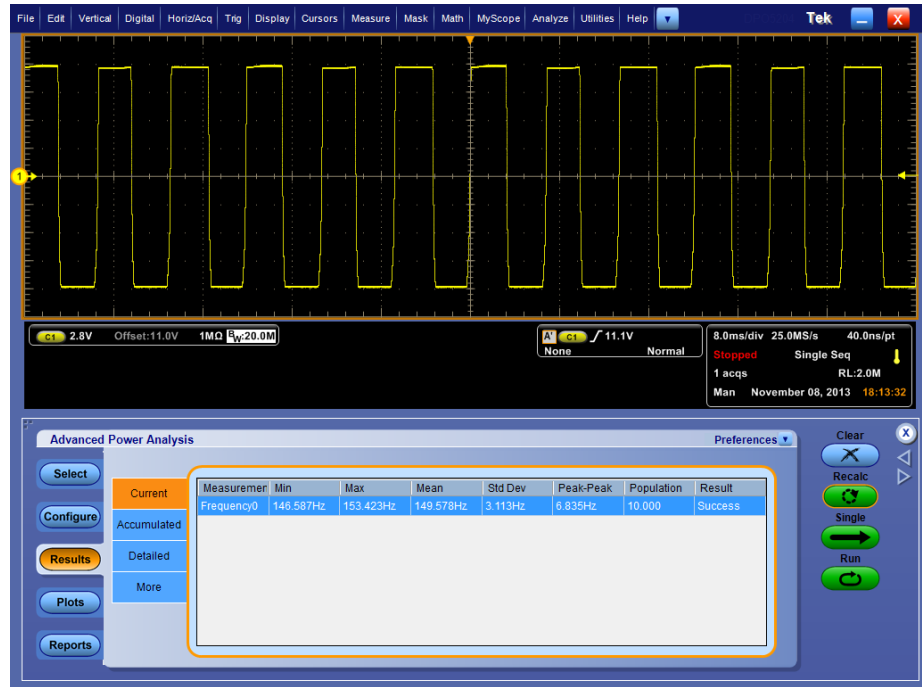 File Edit Vertical Digital Horiz/Acq Trig Display Cursors Measure Mask Math MyScope Analyze Utilities Help Tek X
1
C1 2.8V Offset:11.0V 1MΩ BW:20.0M
A' C1 11.1V
None Normal
8.0ms/div 25.0MS/s 40.0ns/pt
Stopped Single Seq
1 acqs RL:2.0M
Man November 08, 2013 18:13:32
Advanced Power Analysis Preferences
Clear
X
Select
Configure
Results
Plots
Reports
Current
Accumulated
Detailed
More
Measuremen Min Max Mean Std Dev Peak-Peak Population Result
Frequency0 146.587Hz 153.423Hz 149.578Hz 3.113Hz 6.835Hz 10.000 Success
Recalc
Single
Run